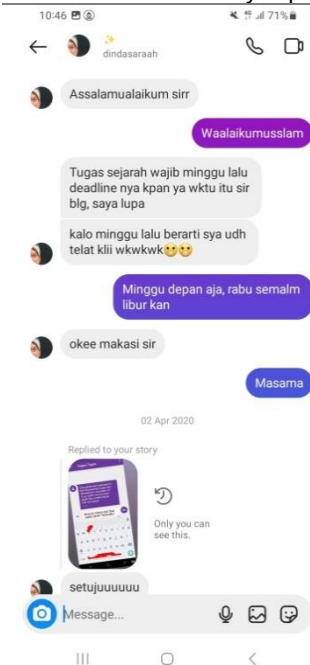 10:46
71%
dindasaraah
Assalamualaikum sirr
Waalaikumusslam
Tugas sejarah wajib minggu lalu
deadline nya kpan ya wktu itu sir
blg, saya lupa
kalo minggu lalu berarti sya udh
telat klii wkwkwk
Minggu depan aja, rabu semalm
libur kan
okee makasi sir
Masama
02 Apr 2020
Replied to your story
Only you can
see this.
setujuuuuuu
Message...